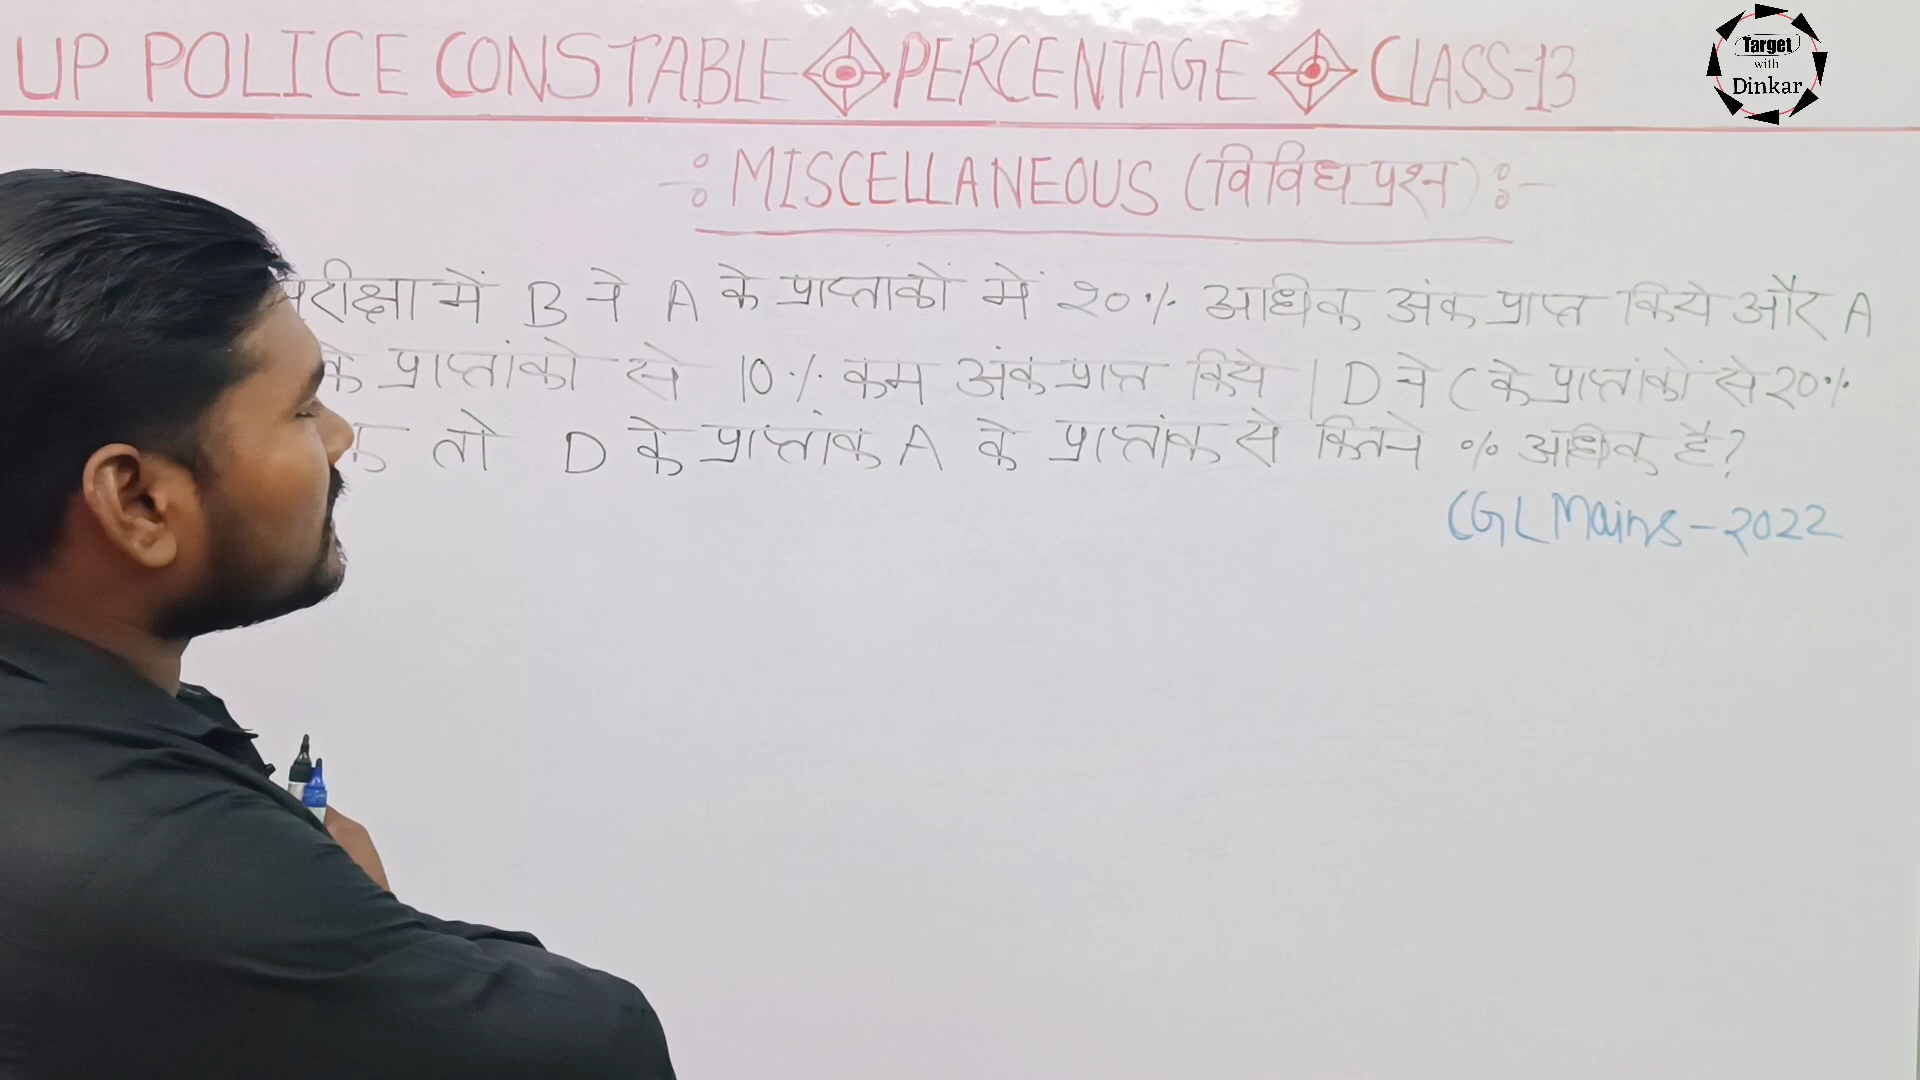 UP POLICE CONSTABLE PERCENTAGE CLASS-13
Target
with
Dinkar
-: MISCELLANEOUS (विविध प्रश्न) :-
परीक्षा में B ने A के प्राप्ताकों में 20% अधिक अंक प्राप्त किये और A
के प्राप्तांको से 10% कम अंक प्राप्त किये | D ने C के प्राप्तांकों से 20%
तो D के प्राप्तांक A के प्राप्तांक से कितने % अधिक है?
CGL Mains-2022